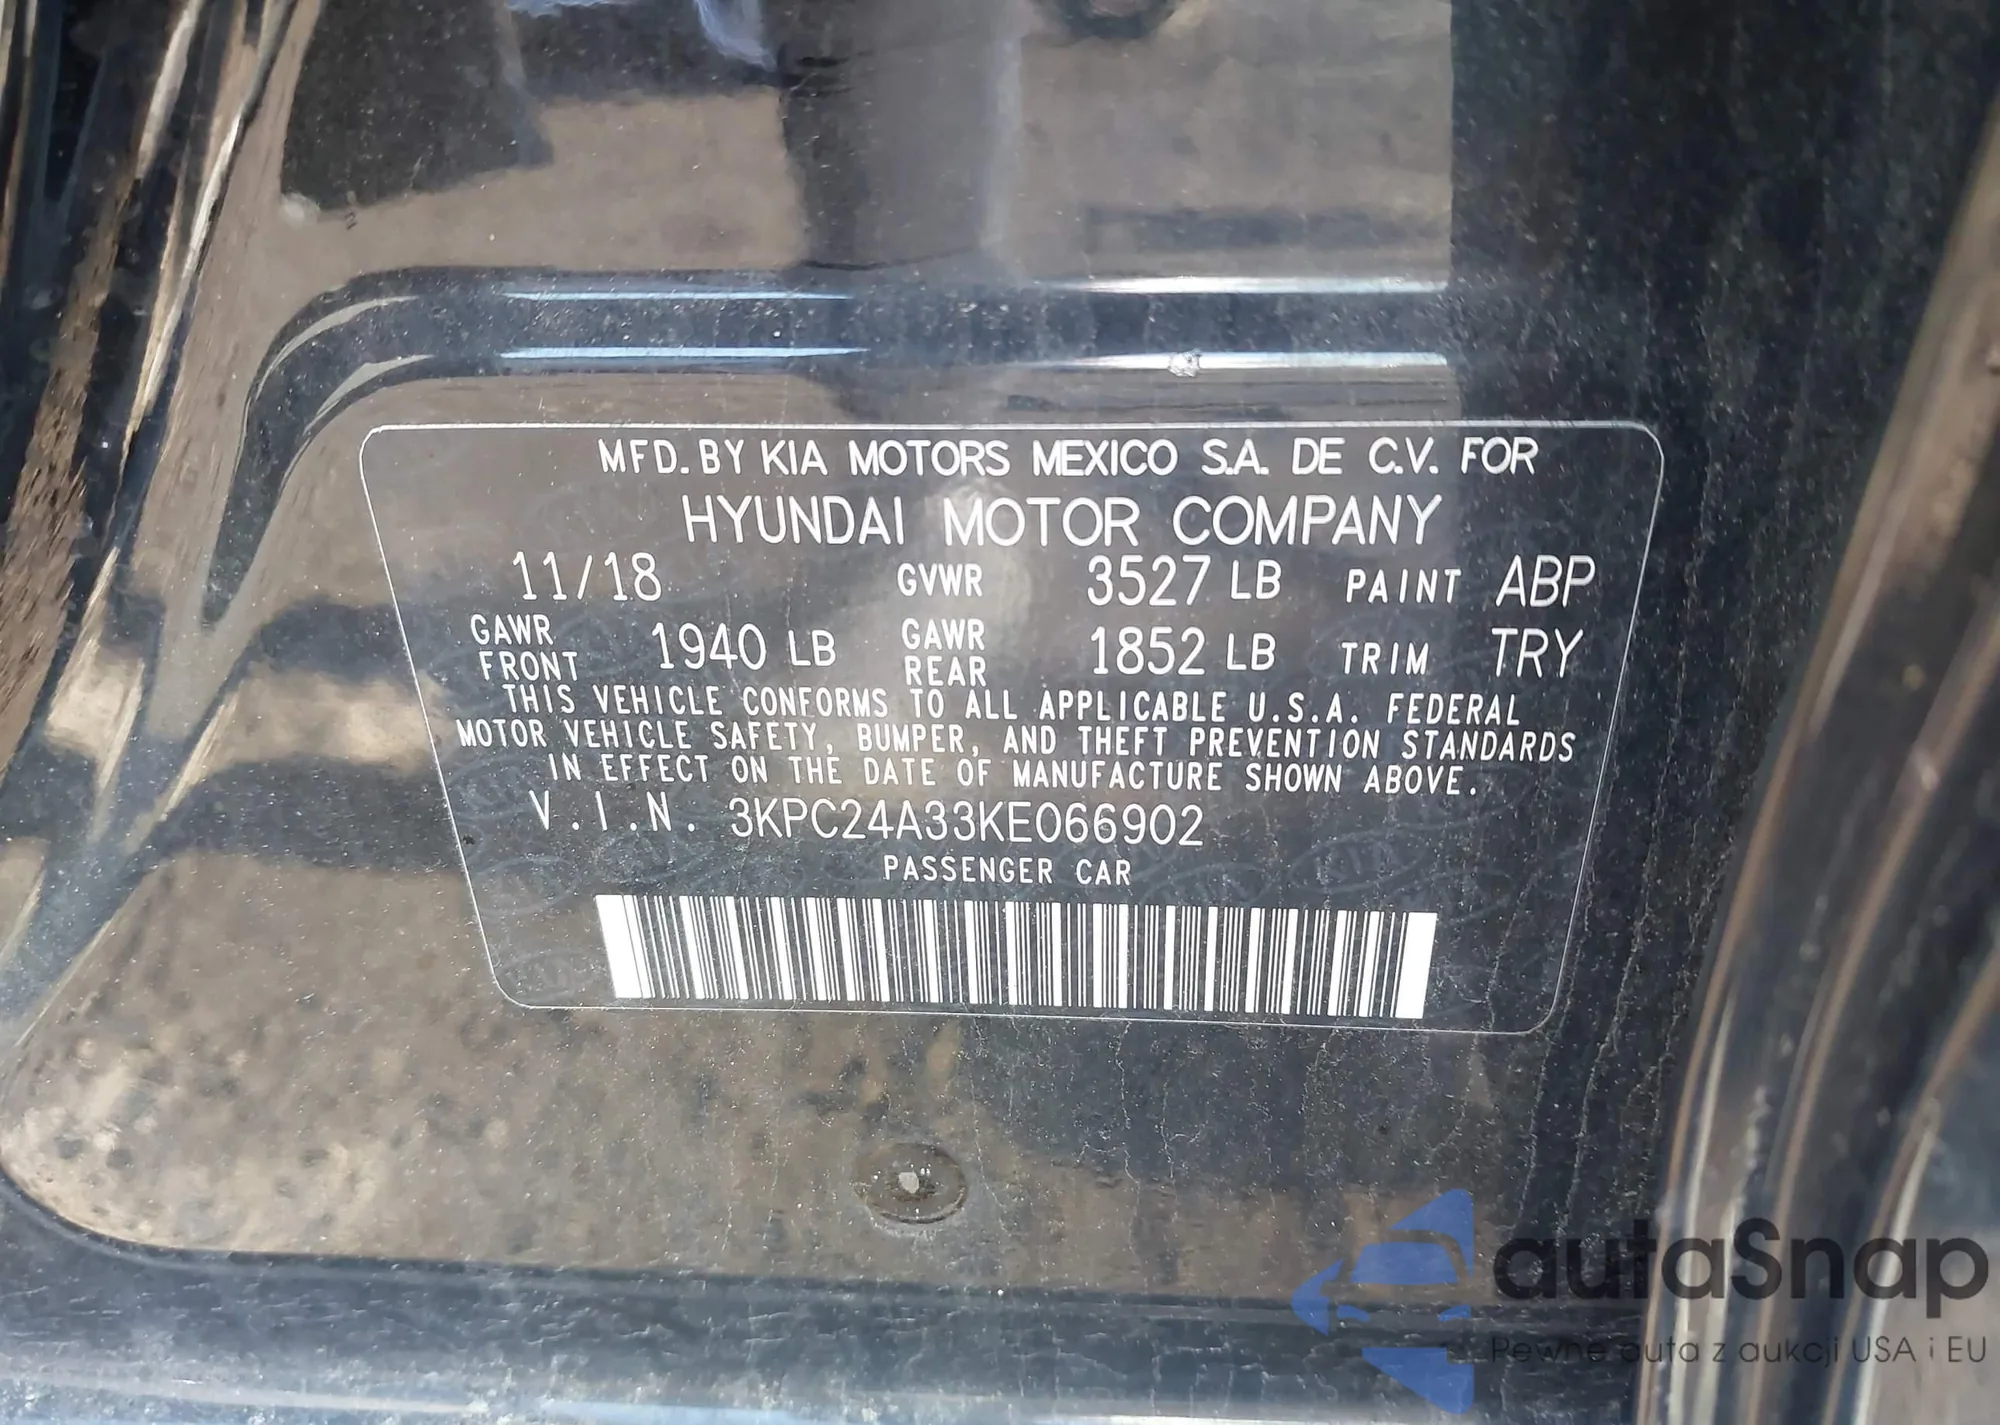 MFD. BY KIA MOTORS MEXICO S.A. DE C.V. FOR
HYUNDAI MOTOR COMPANY
11/18 GVWR 3527 LB PAINT ABP
GAWR FRONT 1940 LB GAWR REAR 1852 LB TRIM TRY
THIS VEHICLE CONFORMS TO ALL APPLICABLE U.S.A. FEDERAL
MOTOR VEHICLE SAFETY, BUMPER, AND THEFT PREVENTION STANDARDS
IN EFFECT ON THE DATE OF MANUFACTURE SHOWN ABOVE.
V.I.N. 3KPC24A33KE066902
PASSENGER CAR
autaSnap
Pewne auta z aukcji USA i EU